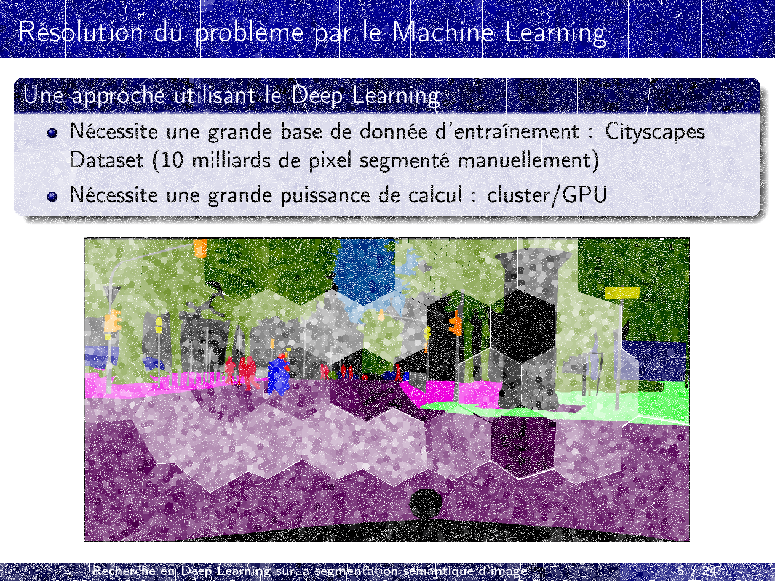 Résolution du problème par le Machine Learning
Une approche utilisant le Deep Learning
Nécessite une grande base de donnée d'entraînement : Cityscapes
Dataset (10 milliards de pixel segmenté manuellement)
Nécessite une grande puissance de calcul : cluster/GPU
Recherche en Deep Learning sur la segmentation sémantique d'image
5 / 24